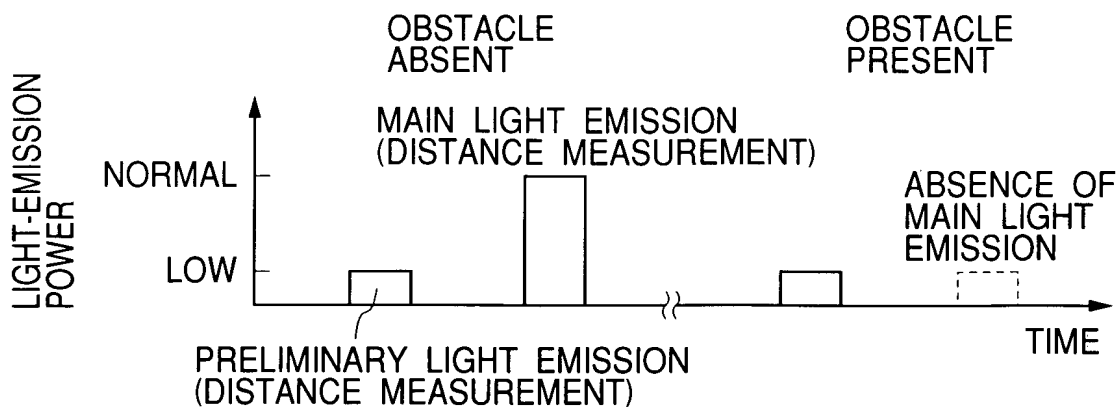 OBSTACLE
ABSENT
OBSTACLE
PRESENT
LIGHT-EMISSION
POWER
MAIN LIGHT EMISSION
(DISTANCE MEASUREMENT)
NORMAL
ABSENCE OF
MAIN LIGHT
EMISSION
LOW
TIME
PRELIMINARY LIGHT EMISSION
(DISTANCE MEASUREMENT)